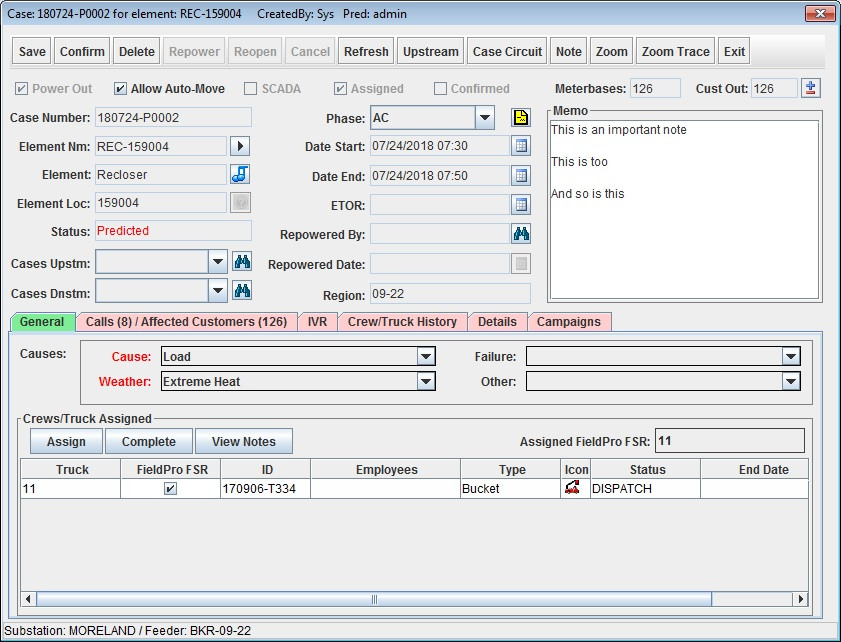 Case: 180724-P0002 for element: REC-159004 CreatedBy: Sys Pred: admin
Save Confirm Delete Repower Reopen Cancel Refresh Upstream Case Circuit Note Zoom Zoom Trace Exit
Power Out Allow Auto-Move SCADA Assigned Confirmed Meterbases: 126 Cust Out: 126
Case Number: 180724-P0002 Phase: AC
Element Nm: REC-159004 Date Start: 07/24/2018 07:30
Element: Recloser Date End: 07/24/2018 07:50
Element Loc: 159004 ETOR:
Status: Predicted Repowered By:
Cases Upstm: Repowered Date:
Cases Dnstm: Region: 09-22
Memo
This is an important note
This is too
And so is this
General Calls (8) / Affected Customers (126) IVR Crew/Truck History Details Campaigns
Causes: Cause: Load Failure:
Weather: Extreme Heat Other:
Crews/Truck Assigned
Assign Complete View Notes Assigned FieldPro FSR: 11
Truck FieldPro FSR ID Employees Type Icon Status End Date
11 170906-T334 Bucket DISPATCH
Substation: MORELAND / Feeder: BKR-09-22